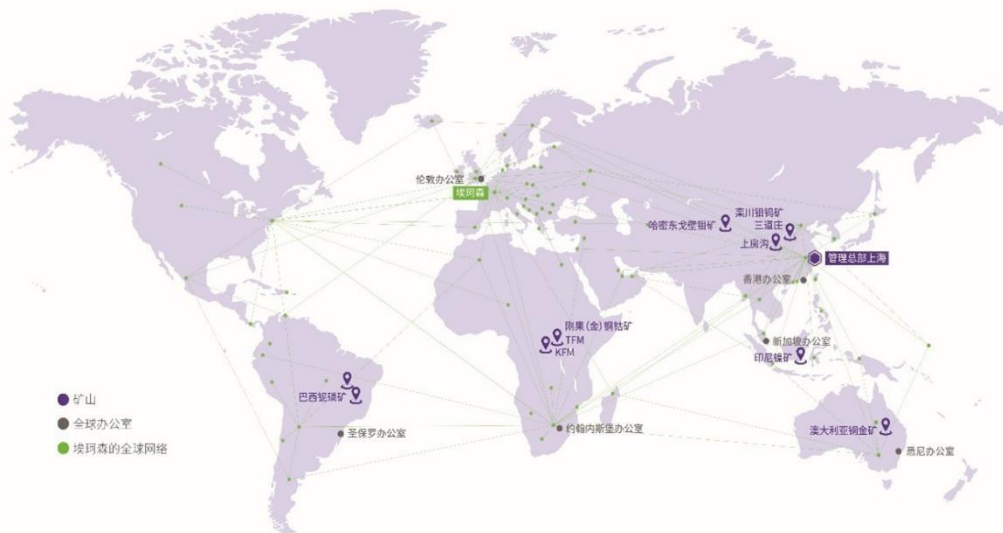 伦敦办公室
埃珂森
栾川钼钨矿
哈密东戈壁钼矿
三道庄
上房沟
管理总部上海
香港办公室
刚果(金)铜钴矿
TFM
KFM
新加坡办公室
印尼镍矿
巴西铌磷矿
矿山
全球办公室
埃珂森的全球网络
圣保罗办公室
约翰内斯堡办公室
澳大利亚铜金矿
悉尼办公室